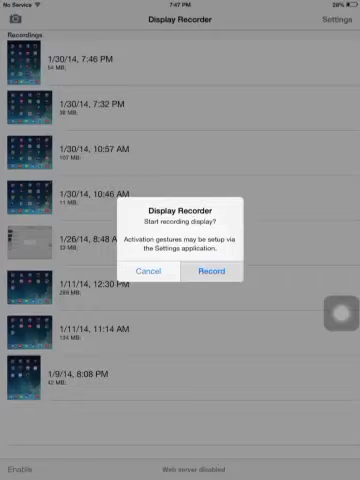 No Service 7:47 PM 28%
Display Recorder Settings
Recordings
1/30/14, 7:46 PM
54 MB;
1/30/14, 7:32 PM
98 MB;
1/30/14, 10:57 AM
107 MB;
1/30/14, 10:46 AM
11 MB;
1/26/14, 8:48 A
33 MB;
Display Recorder
Start recording display?
Activation gestures may be setup via
the Settings application.
Cancel Record
1/11/14, 12:30 PM
289 MB;
1/11/14, 11:14 AM
134 MB;
1/9/14, 8:08 PM
42 MB;
Enable Web server disabled